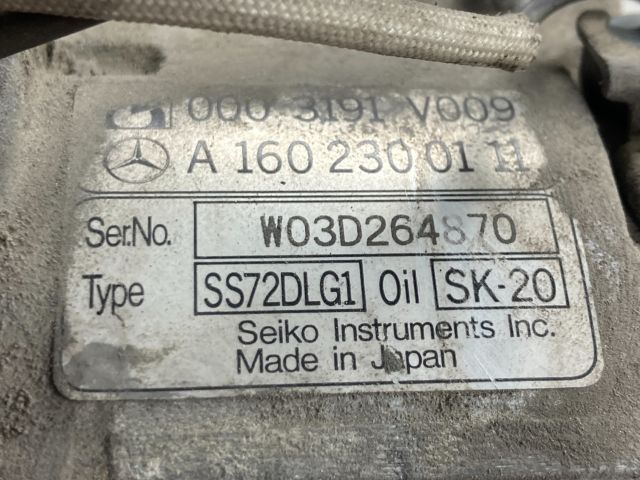 000 3191 V009
A 160 230 01 11
Ser.No. W03D264870
Type SS72DLG1 Oil SK-20
Seiko Instruments Inc.
Made in Japan